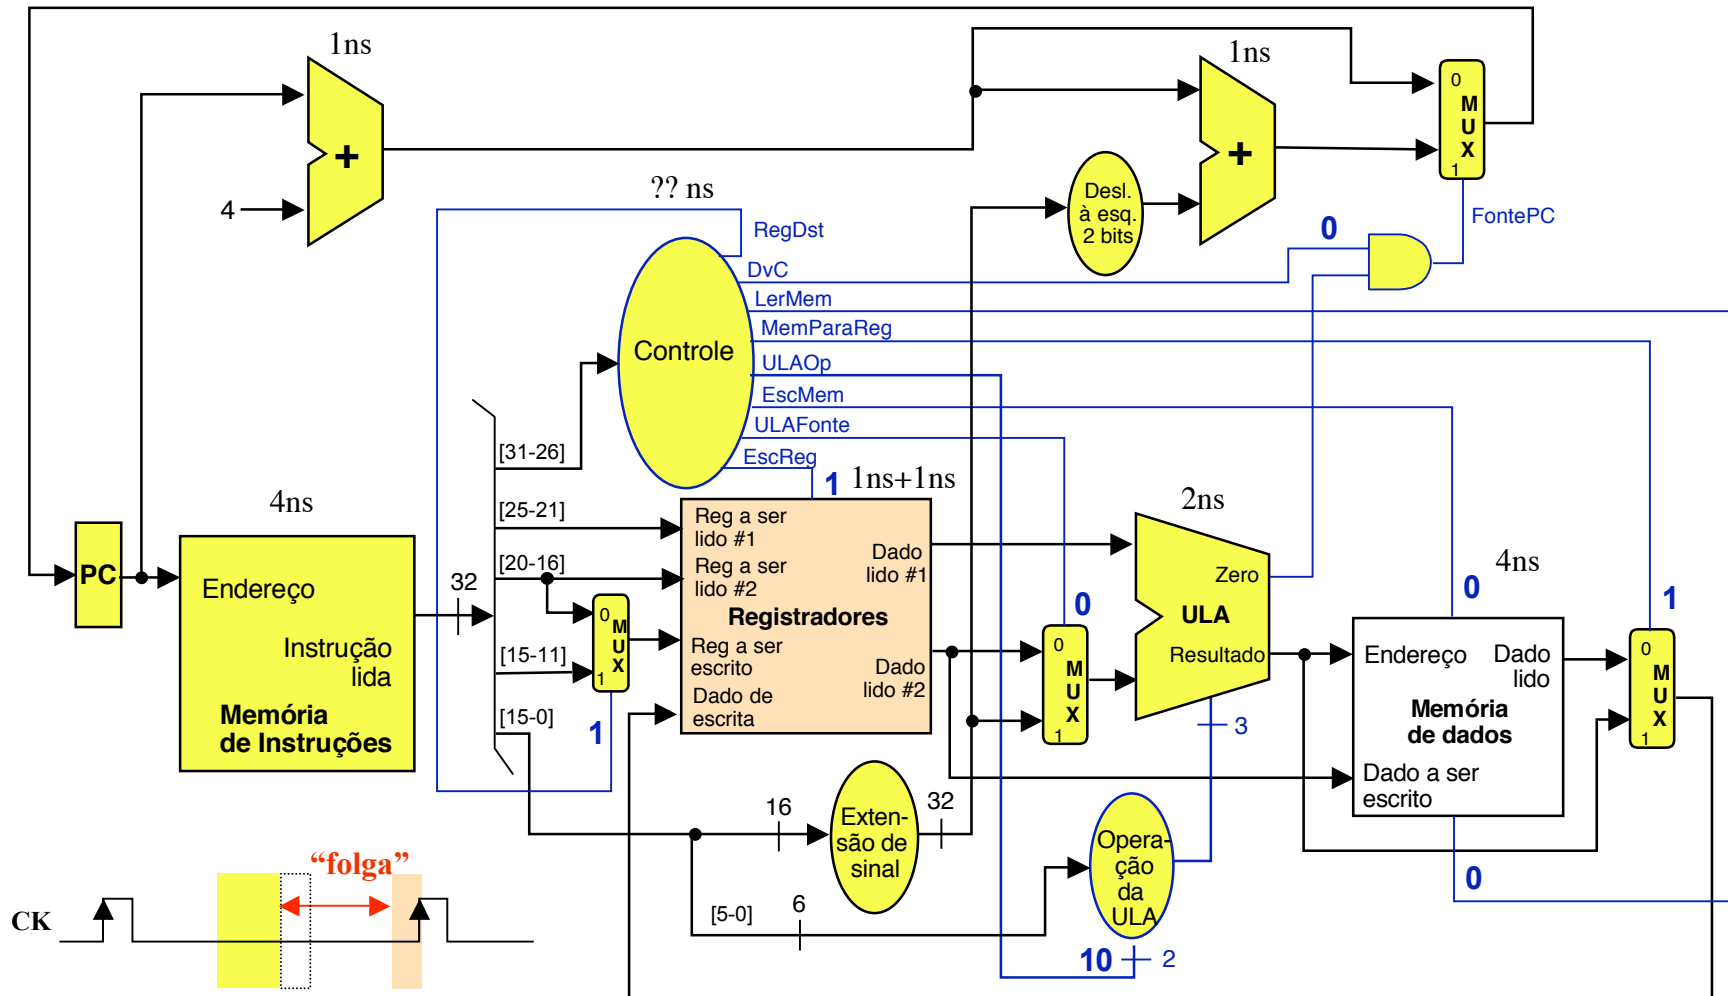 1ns
1ns
0
M
U
X
1
+
+
4
Desl.
à esq.
2 bits
?? ns
RegDst
0
FontePC
DvC
LerMem
MemParaReg
Controle
ULAOp
EscMem
ULAFonte
EscReg
[31-26]
1
1ns+1ns
4ns
2ns
[25-21]
Reg a ser
lido #1
Dado
lido #1
[20-16]
Reg a ser
lido #2
PC
Endereço
32
Registradores
0
M
U
X
1
Reg a ser
escrito
Dado
lido #2
[15-11]
Dado de
escrita
Instrução
lida
Memória
de Instruções
[15-0]
1
0
0
M
U
X
1
Zero
ULA
Resultado
3
4ns
0
1
Endereço
Dado
lido
Memória
de dados
Dado a ser
escrito
0
M
U
X
1
0
16
Exten-
são de
sinal
32
Opera-
ção
da
ULA
[5-0]
6
10
2
“folga”
CK